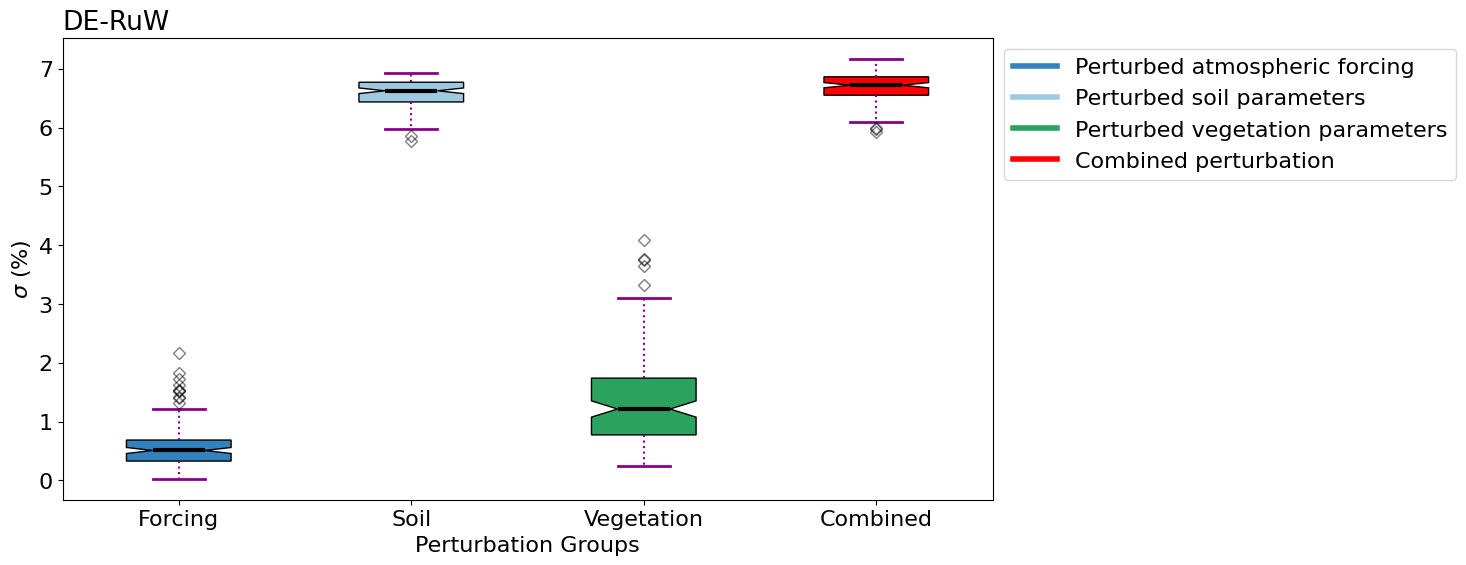 DE-RuW
7
6
5
4
3
2
1
0
σ (%)
Forcing Soil Vegetation Combined
Perturbation Groups
Perturbed atmospheric forcing
Perturbed soil parameters
Perturbed vegetation parameters
Combined perturbation